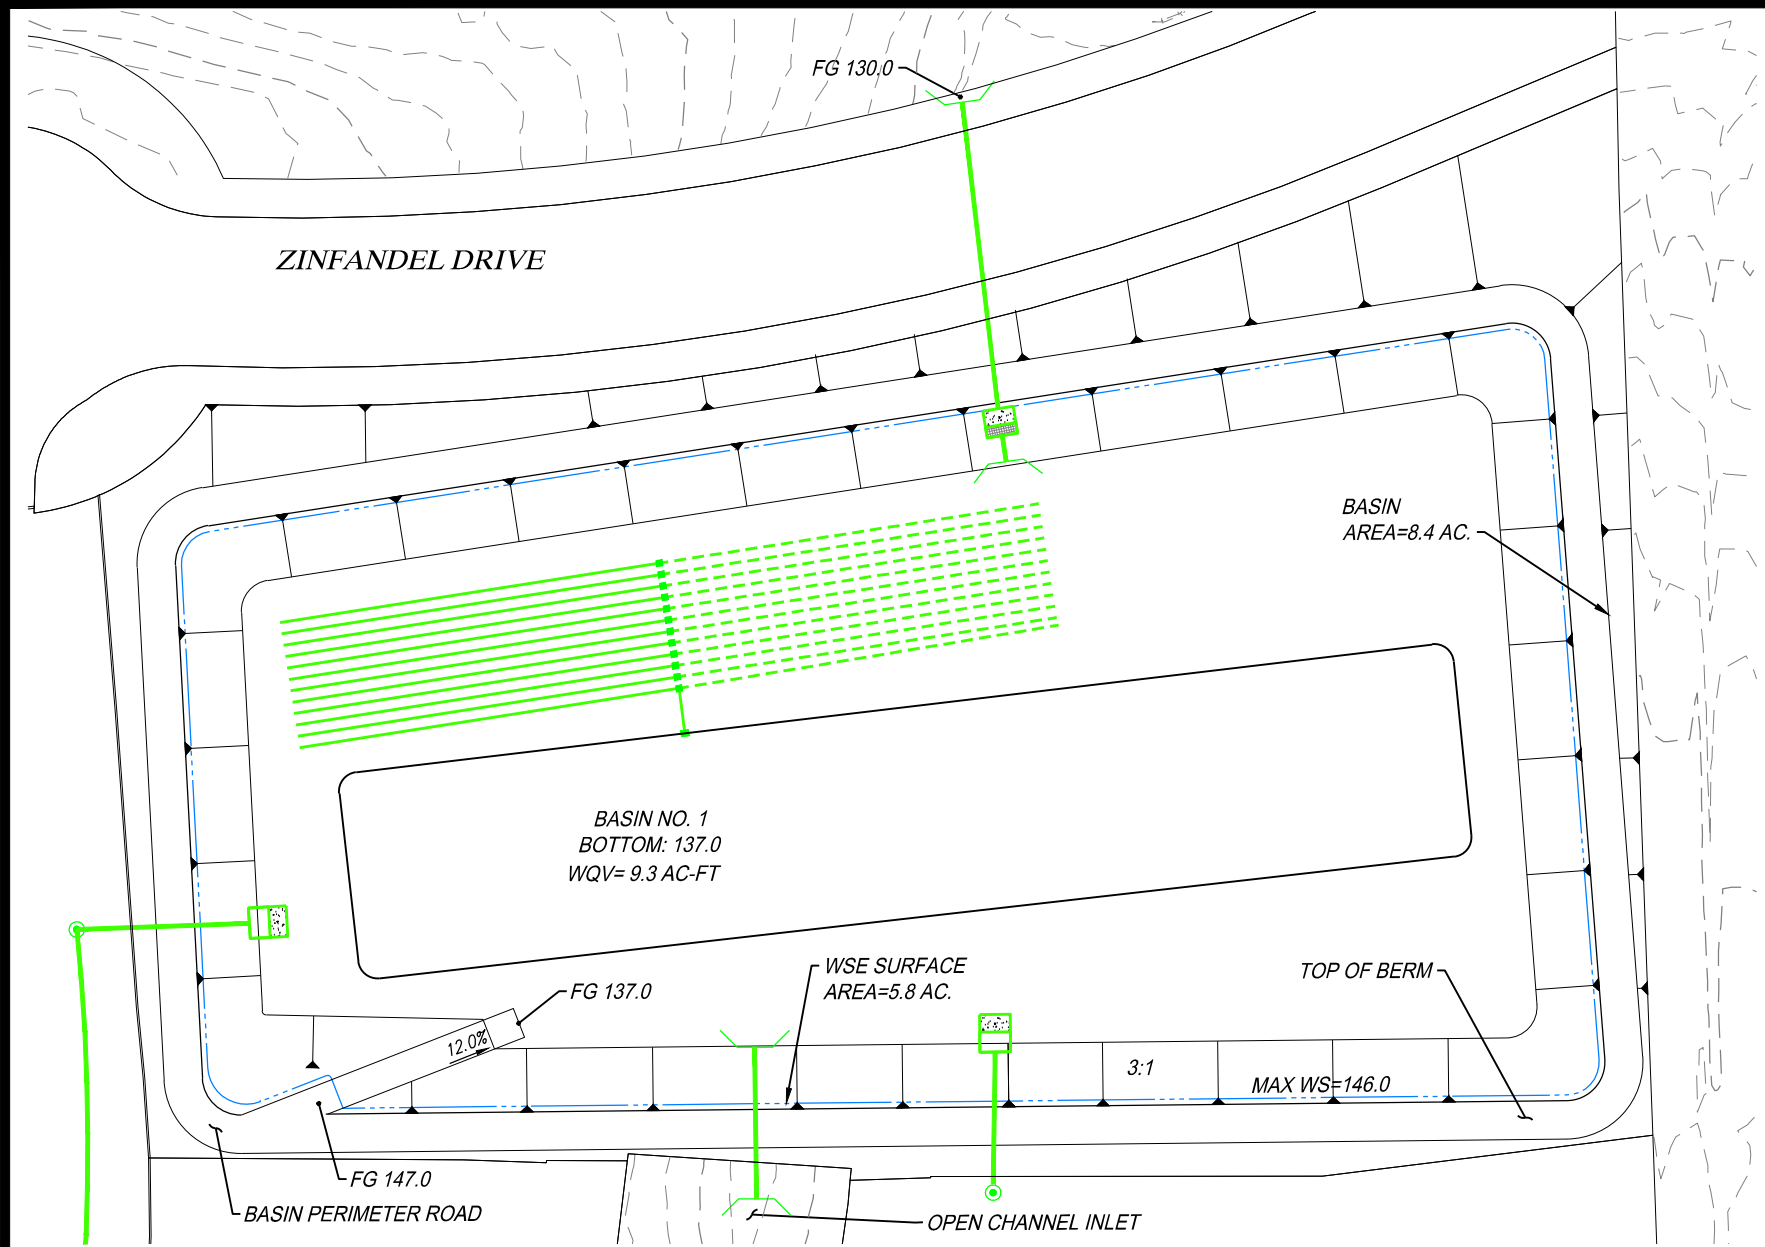 FG 130.0
ZINFANDEL DRIVE
BASIN
AREA=8.4 AC.
BASIN NO. 1
BOTTOM: 137.0
WQV= 9.3 AC-FT
WSE SURFACE
AREA=5.8 AC.
TOP OF BERM
FG 137.0
12.0%
3:1
MAX WS=146.0
FG 147.0
BASIN PERIMETER ROAD
OPEN CHANNEL INLET